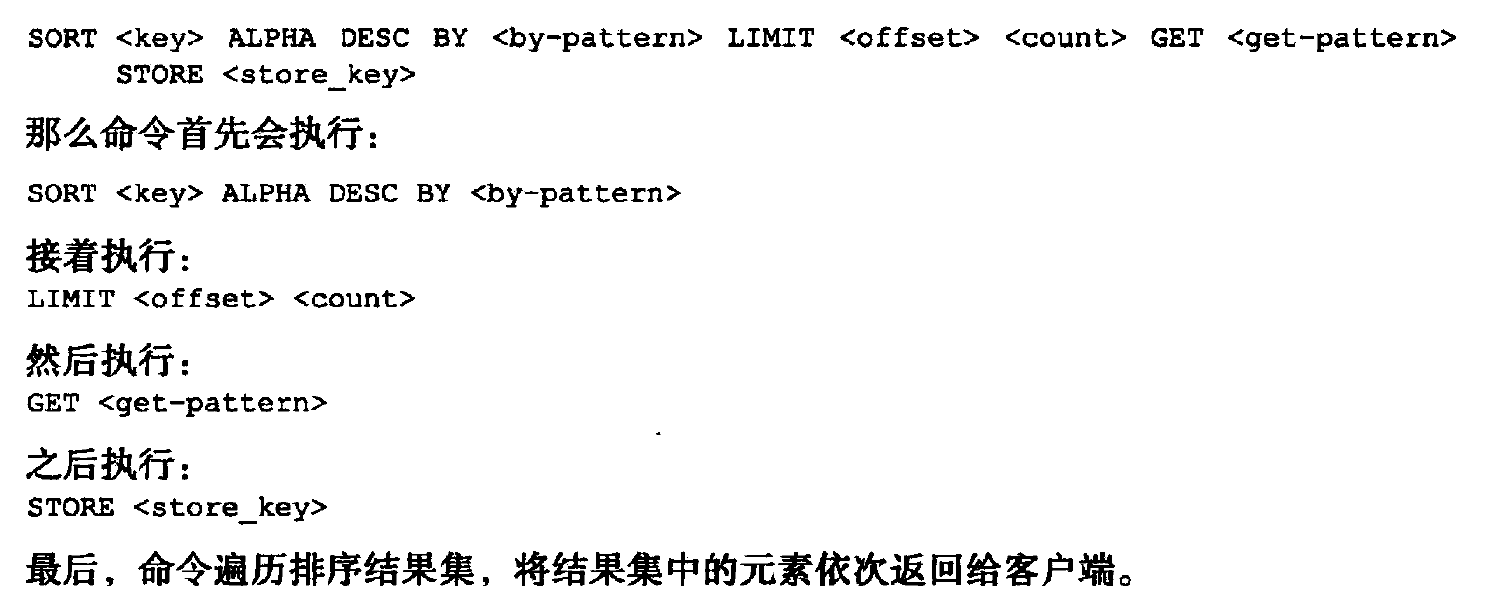 SORT <key> ALPHA DESC BY <by-pattern> LIMIT <offset> <count> GET <get-pattern>
STORE <store_key>
那么命令首先会执行：
SORT <key> ALPHA DESC BY <by-pattern>
接着执行：
LIMIT <offset> <count>
然后执行：
GET <get-pattern>
之后执行：
STORE <store_key>
最后，命令遍历排序结果集，将结果集中的元素依次返回给客户端。